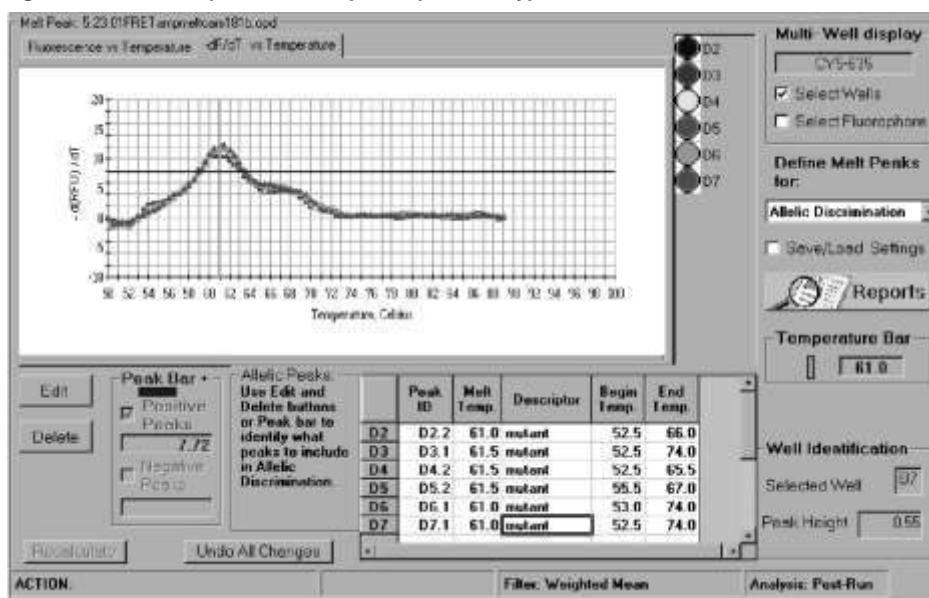 Melt Peak: 5.23.01FRETampmeltcam181b.opd
Fluorescence vs Temperature -dF/dT vs Temperature
D2
D3
D4
D5
D6
D7
- d(RFU) /dT
Temperature, Celsius
50 52 54 56 58 60 62 64 66 68 70 72 74 76 78 80 82 84 86 88 90 92 94 96 98 100
Multi- Well display
CY5-635
Select Wells
Select Fluorophore
Define Melt Peaks
for:
Allelic Discrimination
Save/Load Settings
Reports
Temperature Bar
61.0
Well Identification
Selected Well D7
Peak Height 0.55
Edit
Delete
Peak Bar +
Positive
Peaks
7.72
Negative
Peaks
Allelic Peaks:
Use Edit and
Delete buttons
or Peak bar to
identify what
peaks to include
in Allelic
Discrimination.
Peak ID Melt Temp. Descriptor Begin Temp. End Temp.
D2 D2.2 61.0 mutant 52.5 66.0
D3 D3.1 61.5 mutant 52.5 74.0
D4 D4.2 61.5 mutant 52.5 65.5
D5 D5.2 61.5 mutant 55.5 67.0
D6 D6.1 61.0 mutant 53.0 74.0
D7 D7.1 61.0 mutant 52.5 74.0
Recalculate
Undo All Changes
ACTION.
Filter: Weighted Mean
Analysis: Post-Run